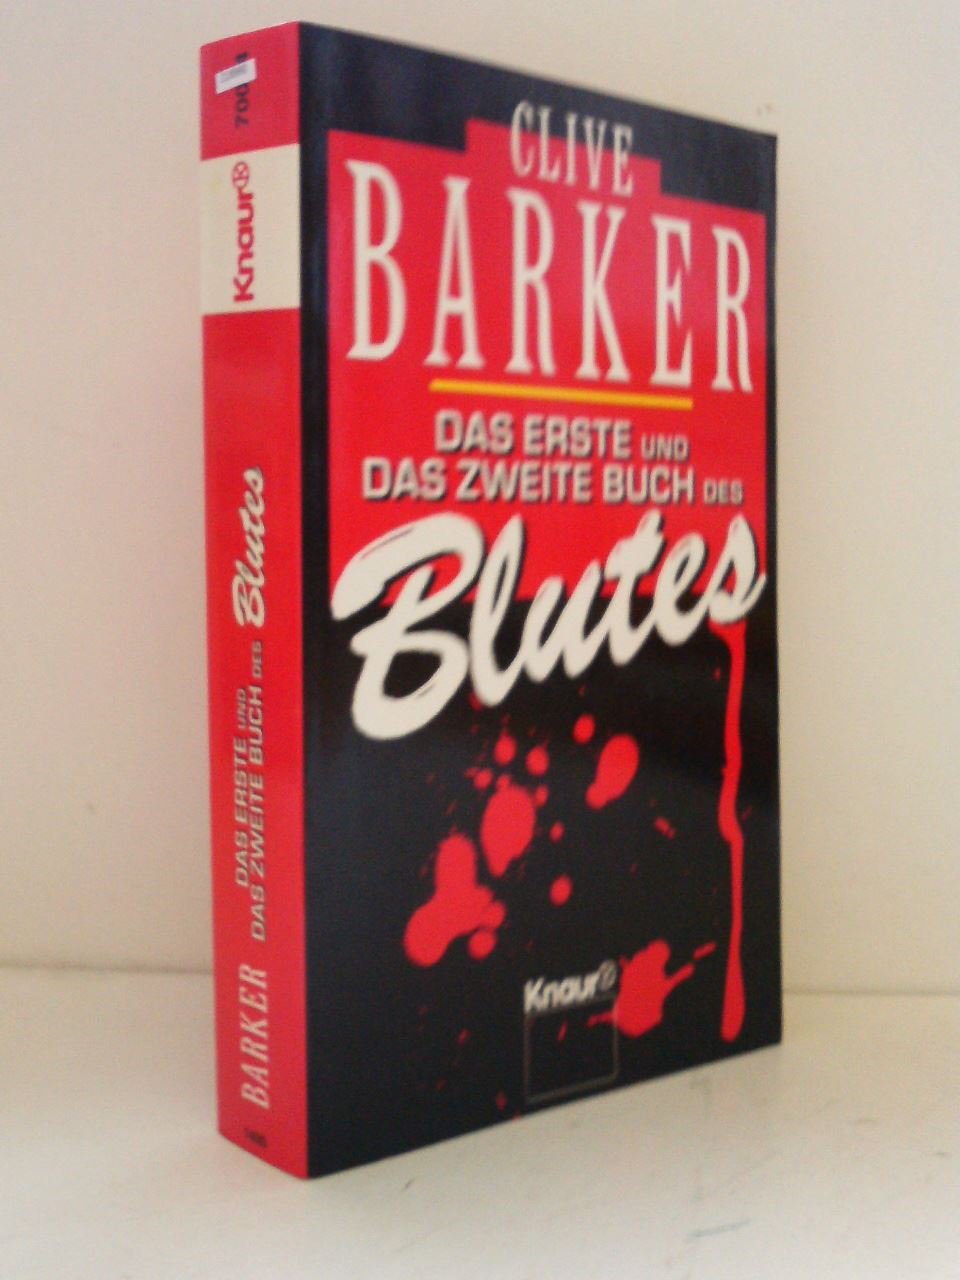 CLIVE
BARKER
DAS ERSTE UND
DAS ZWEITE BUCH DES
Blutes
Knaur®
Knaur®
Blutes
DAS ERSTE UND
DAS ZWEITE BUCH DES
BARKER